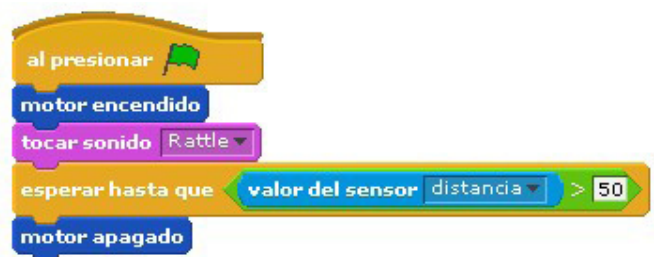 al presionar
motor encendido
tocar sonido Rattle
esperar hasta que valor del sensor distancia > 50
motor apagado